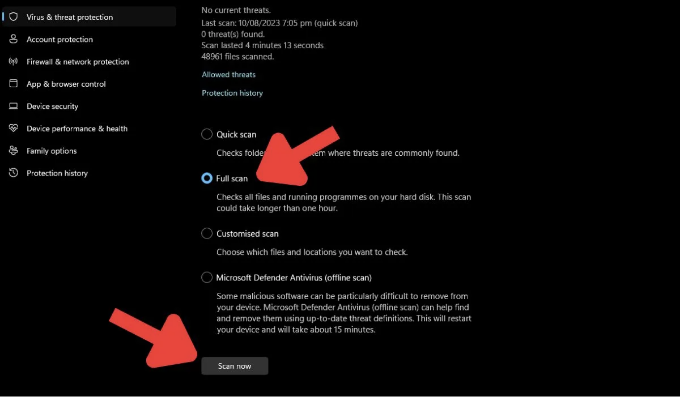 Virus & threat protection
Account protection
Firewall & network protection
App & browser control
Device security
Device performance & health
Family options
Protection history
No current threats.
Last scan: 10/08/2023 7:05 pm (quick scan)
0 threat(s) found.
Scan lasted 4 minutes 13 seconds
48961 files scanned.
Allowed threats
Protection history
Quick scan
Checks folde tem where threats are commonly found.
Full scan
Checks all files and running programmes on your hard disk. This scan
could take longer than one hour.
Customised scan
Choose which files and locations you want to check.
Microsoft Defender Antivirus (offline scan)
Some malicious software can be particularly difficult to remove from
your device. Microsoft Defender Antivirus (offline scan) can help find
and remove them using up-to-date threat definitions. This will restart
your device and will take about 15 minutes.
Scan now